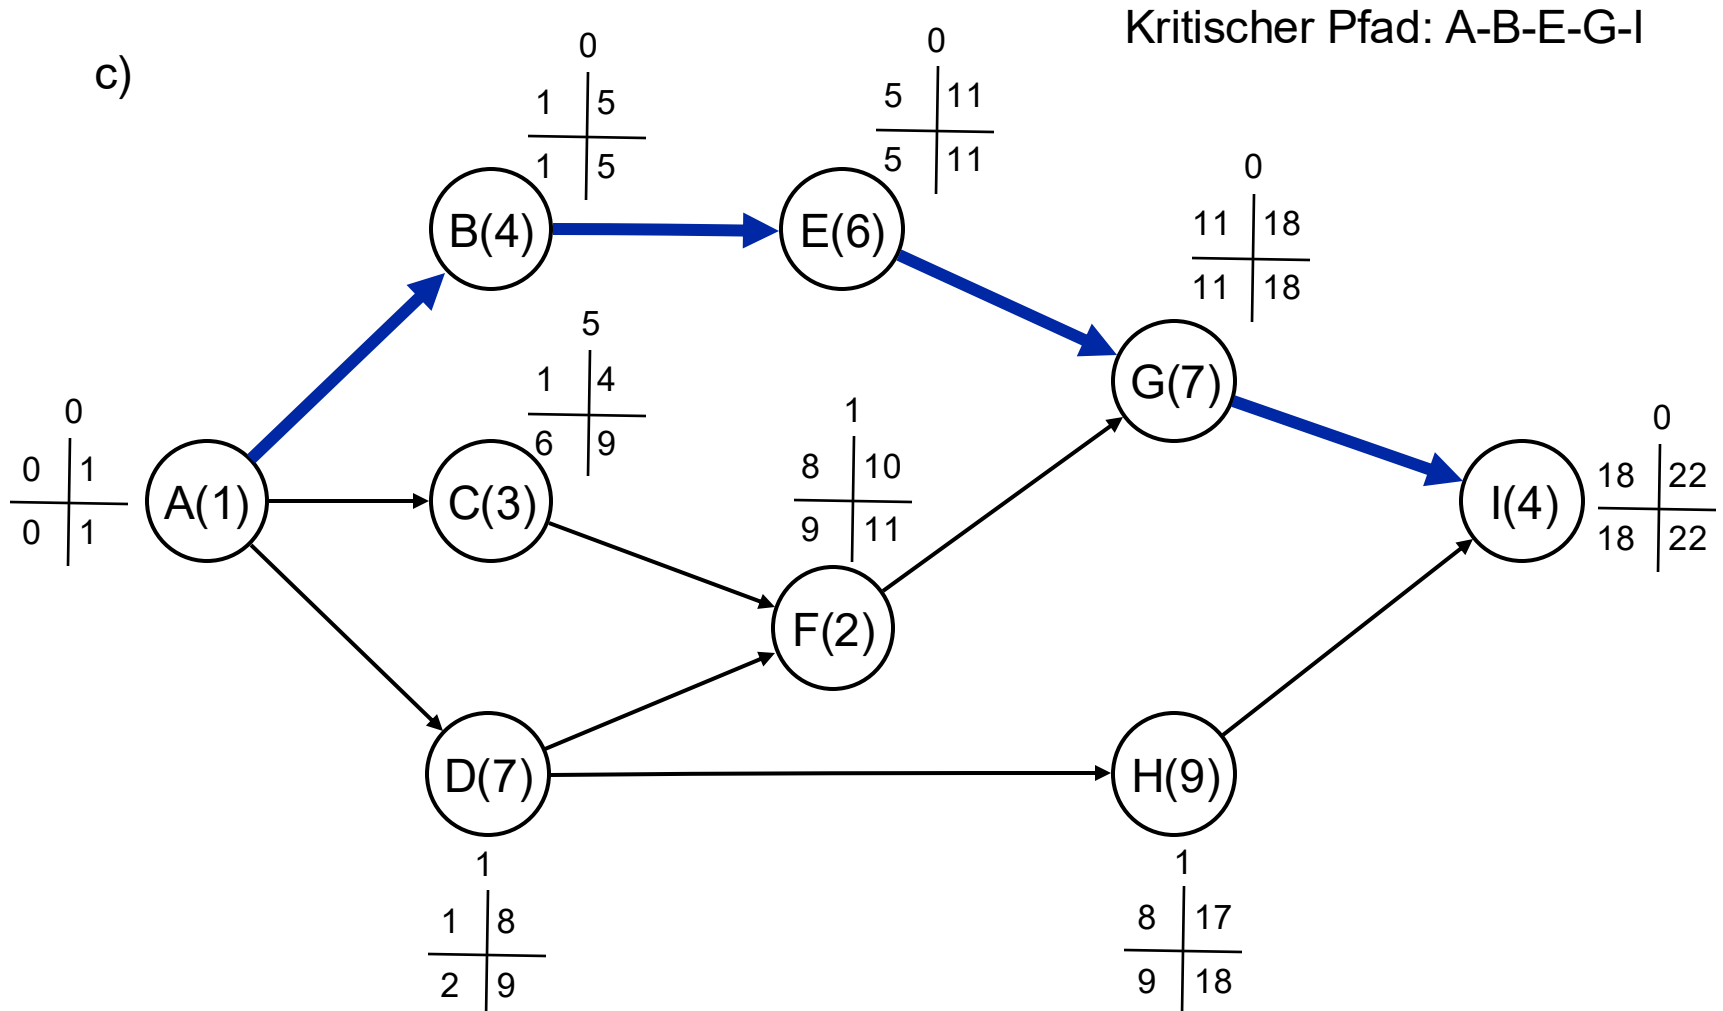 Kritischer Pfad: A-B-E-G-I
c)
0
1 5
1 5
B(4)
0
5 11
5 11
E(6)
0
11 18
11 18
G(7)
5
1 4
6 9
C(3)
0
0 1
0 1
A(1)
1
8 10
9 11
F(2)
0
18 22
18 22
I(4)
D(7)
1
1 8
2 9
H(9)
1
8 17
9 18